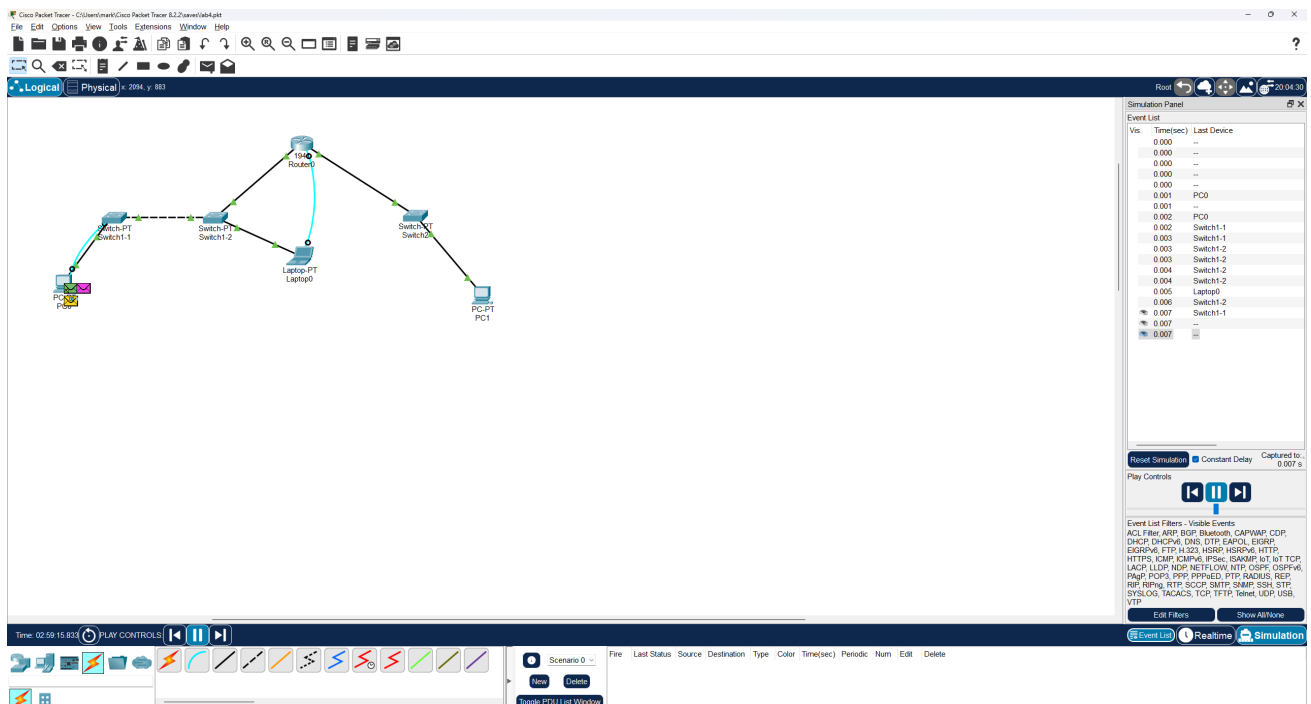 Cisco Packet Tracer - C:\Users\mark\Cisco Packet Tracer 8.2.2\saves\lab4.pkt
File Edit Options View Tools Extensions Window Help
Logical Physical x: 2094, y: 883
Root 20:04:30
1941
Router0
Switch-PT
Switch1-1
Switch-PT
Switch1-2
Switch-PT
Switch2
Laptop-PT
Laptop0
PC-PT
PC1
PC0
Simulation Panel
Event List
Vis. Time(sec) Last Device
0.000 --
0.000 --
0.000 --
0.000 --
0.000 --
0.001 PC0
0.001 --
0.002 PC0
0.002 Switch1-1
0.003 Switch1-1
0.003 Switch1-2
0.003 Switch1-2
0.004 Switch1-2
0.004 Switch1-2
0.005 Laptop0
0.006 Switch1-2
0.007 Switch1-1
0.007 --
0.007 --
Reset Simulation Constant Delay Captured to:
0.007 s
Play Controls
Event List Filters - Visible Events
ACL Filter, ARP, BGP, Bluetooth, CAPWAP, CDP,
DHCP, DHCPv6, DNS, DTP, EAPOL, EIGRP,
EIGRPv6, FTP, H.323, HSRP, HSRPv6, HTTP,
HTTPS, ICMP, ICMPv6, IPSec, ISAKMP, IoT, IoT TCP,
LACP, LLDP, NDP, NETFLOW, NTP, OSPF, OSPFv6,
PAgP, POP3, PPP, PPPoED, PTP, RADIUS, REP,
RIP, RIPng, RTP, SCCP, SMTP, SNMP, SSH, STP,
SYSLOG, TACACS, TCP, TFTP, Telnet, UDP, USB,
VTP
Edit Filters Show All/None
Time: 02:59:15.833 PLAY CONTROLS:
Event List Realtime Simulation
Scenario 0
New Delete
Toggle PDU List Window
Fire Last Status Source Destination Type Color Time(sec) Periodic Num Edit Delete